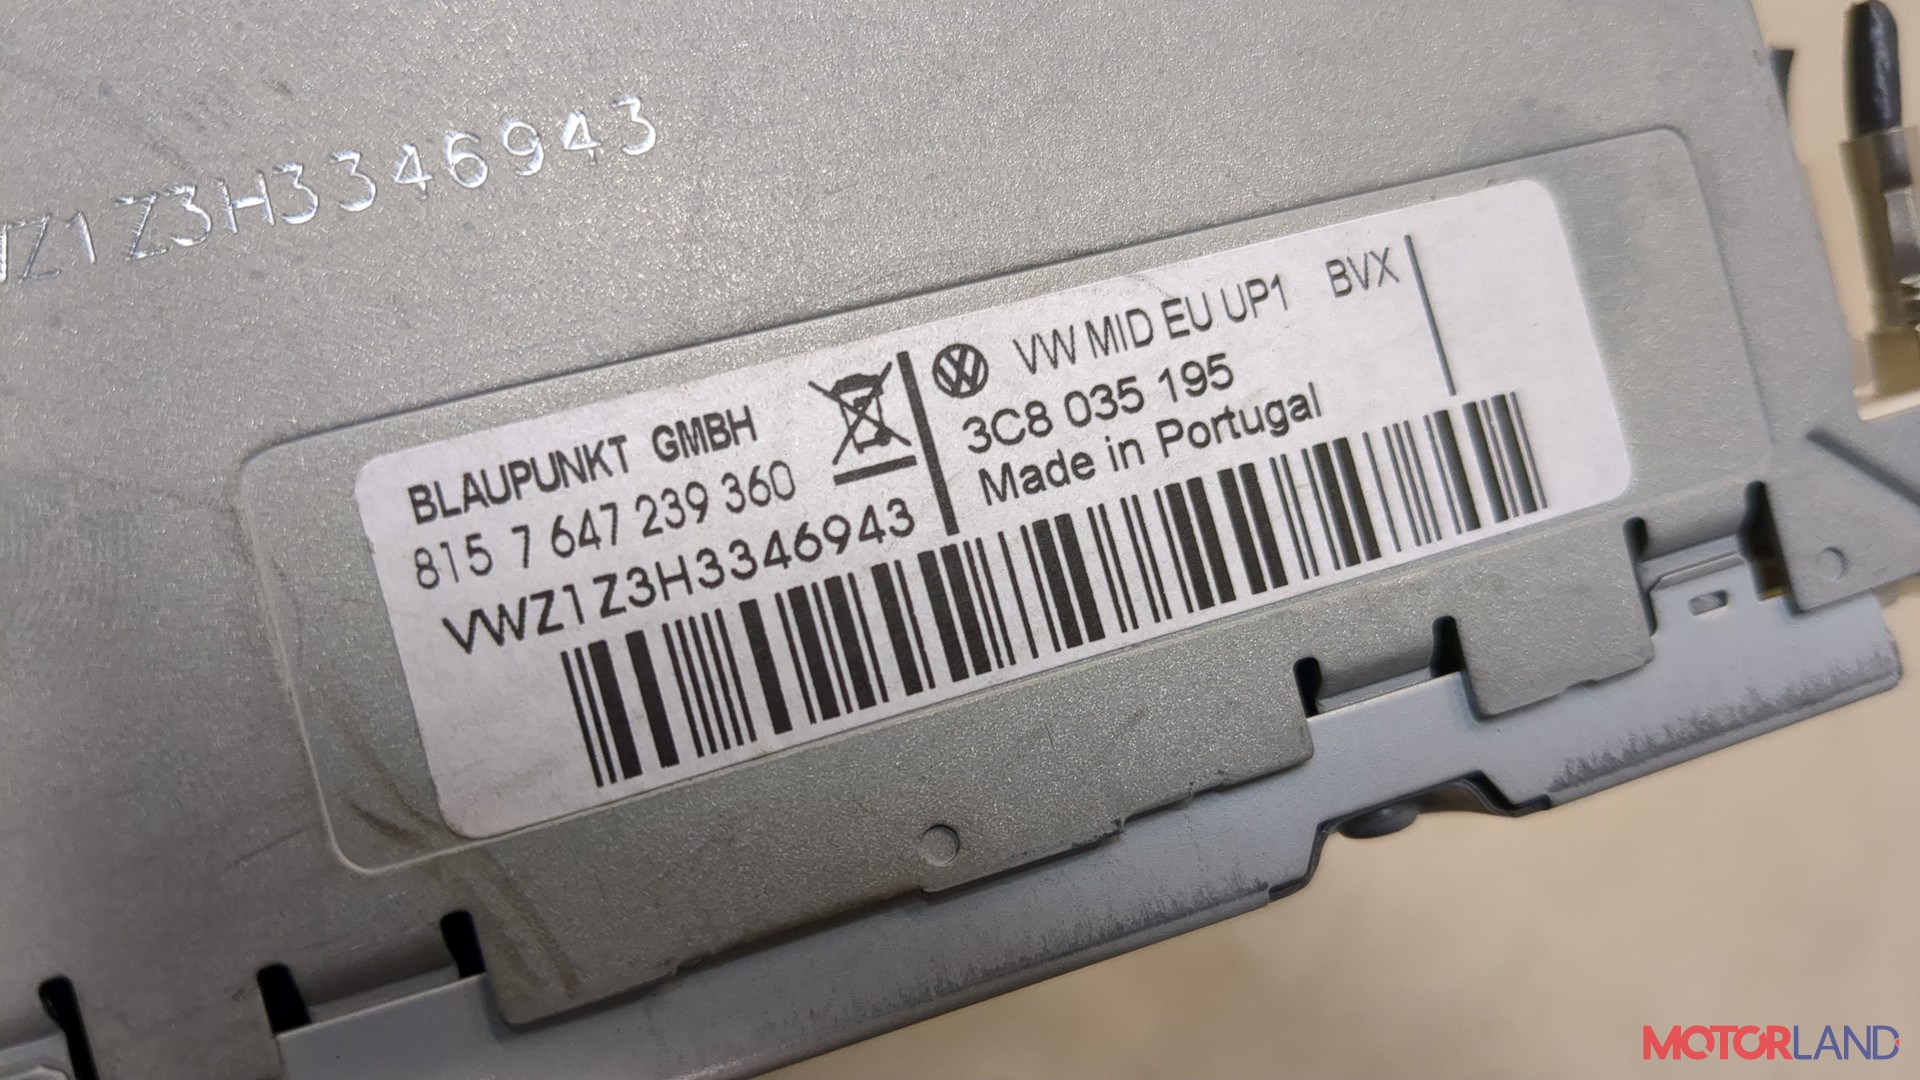 VWZ1Z3H3346943
BLAUPUNKT GMBH
815 7 647 239 360
VWZ1Z3H3346943
VW MID EU UP1 BVX
3C8 035 195
Made in Portugal
MOTORLAND